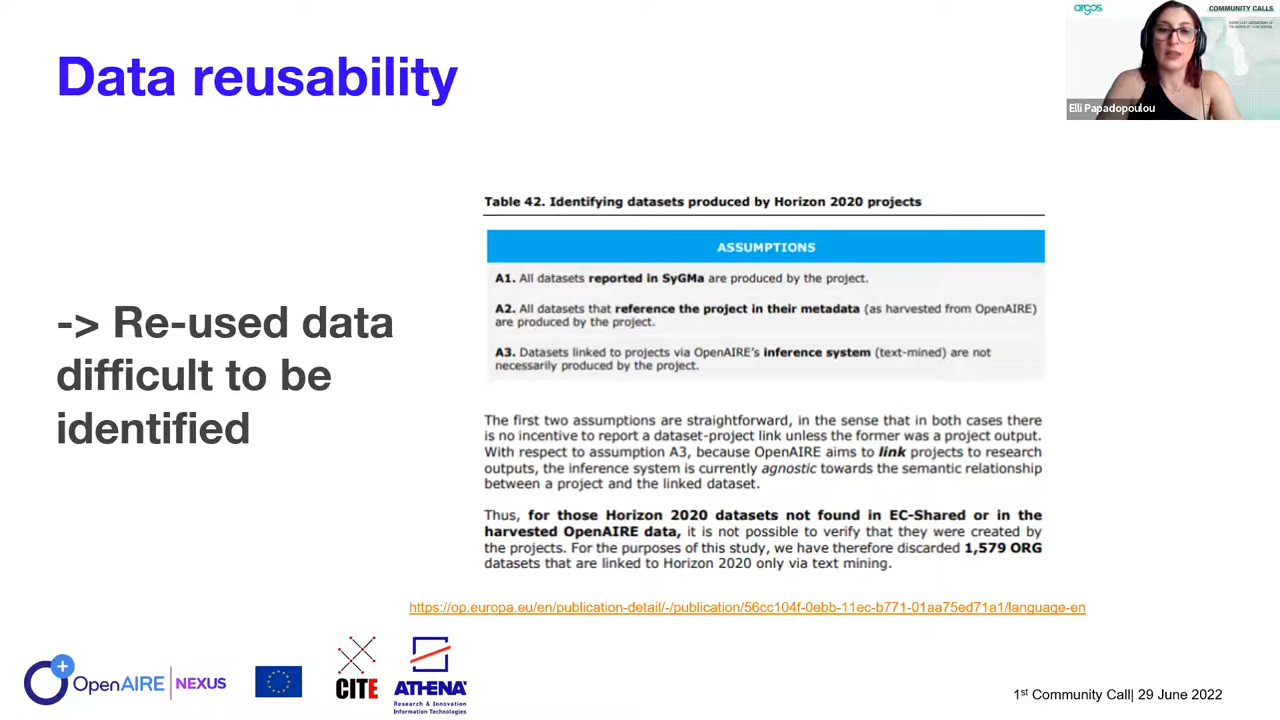 argos
COMMUNITY CALLS
Elli Papadopoulou
Data reusability
-> Re-used data
difficult to be
identified
Table 42. Identifying datasets produced by Horizon 2020 projects
ASSUMPTIONS
A1. All datasets reported in SyGMa are produced by the project.
A2. All datasets that reference the project in their metadata (as harvested from OpenAIRE)
are produced by the project.
A3. Datasets linked to projects via OpenAIRE's inference system (text-mined) are not
necessarily produced by the project.
The first two assumptions are straightforward, in the sense that in both cases there
is no incentive to report a dataset-project link unless the former was a project output.
With respect to assumption A3, because OpenAIRE aims to link projects to research
outputs, the inference system is currently agnostic towards the semantic relationship
between a project and the linked dataset.
Thus, for those Horizon 2020 datasets not found in EC-Shared or in the
harvested OpenAIRE data, it is not possible to verify that they were created by
the projects. For the purposes of this study, we have therefore discarded 1,579 ORG
datasets that are linked to Horizon 2020 only via text mining.
https://op.europa.eu/en/publication-detail/-/publication/56cc104f-0ebb-11ec-b771-01aa75ed71a1/language-en
OpenAIRE NEXUS
CITE
ATHENA
Research & Innovation
Information Technologies
1st Community Call| 29 June 2022